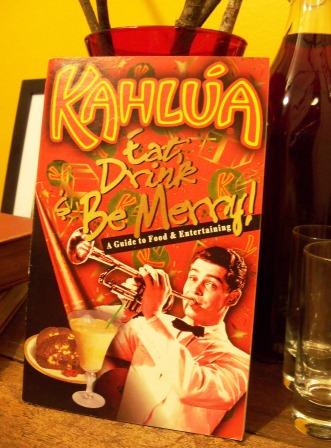 KAHLÚA
Eat,
Drink
& Be Merry!
A Guide to Food & Entertaining